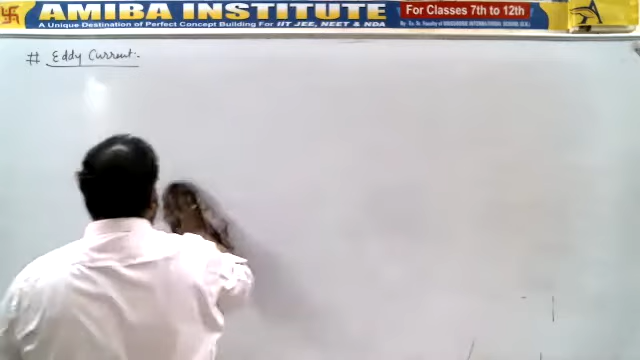 AMIBA INSTITUTE
A Unique Destination of Perfect Concept Building For IIT JEE, NEET & NDA
For Classes 7th to 12th
# Eddy Current:-